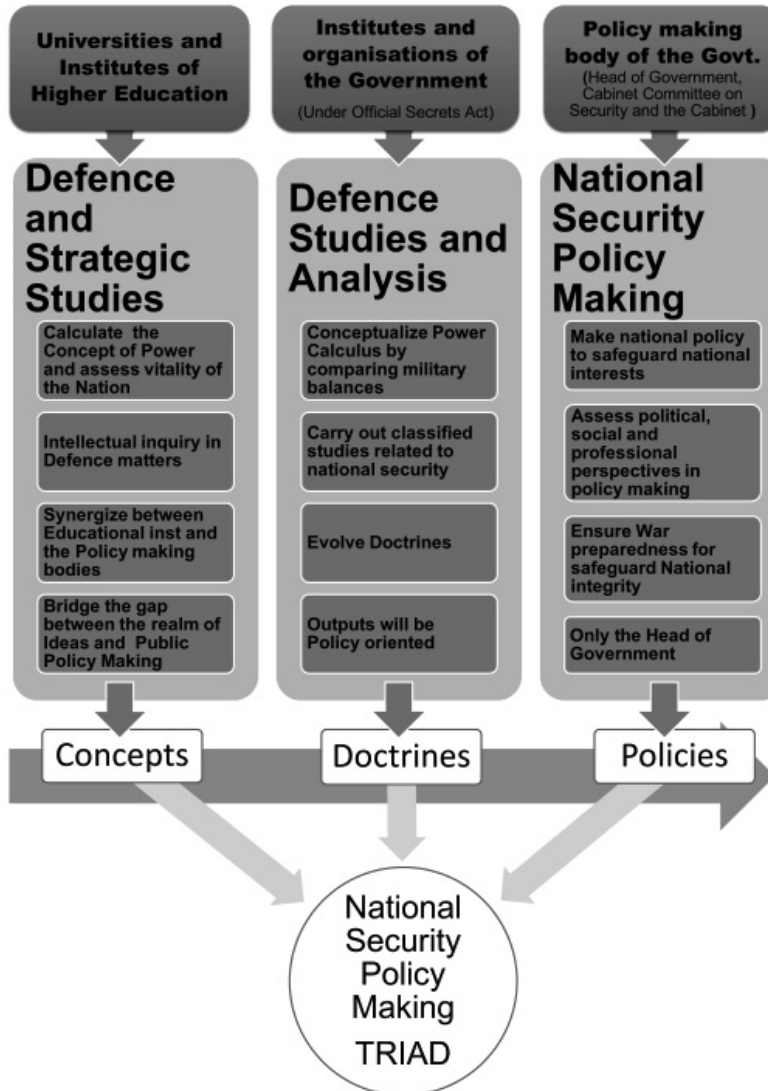 Universities and
Institutes of
Higher Education
Defence
and
Strategic
Studies
Calculate the
Concept of Power
and assess vitality of
the Nation
Intellectual inquiry in
Defence matters
Synergize between
Educational inst and
the Policy making
bodies
Bridge the gap
between the realm of
Ideas and Public
Policy Making
Concepts
Institutes and
organisations of
the Government
(Under Official Secrets Act)
Defence
Studies and
Analysis
Conceptualize Power
Calculus by
comparing military
balances
Carry out classified
studies related to
national security
Evolve Doctrines
Outputs will be
Policy oriented
Doctrines
Policy making
body of the Govt.
(Head of Government,
Cabinet Committee on
Security and the Cabinet )
National
Security
Policy
Making
Make national policy
to safeguard national
interests
Assess political,
social and
professional
perspectives in
policy making
Ensure War
preparedness for
safeguard National
integrity
Only the Head of
Government
Policies
National
Security
Policy
Making
TRIAD